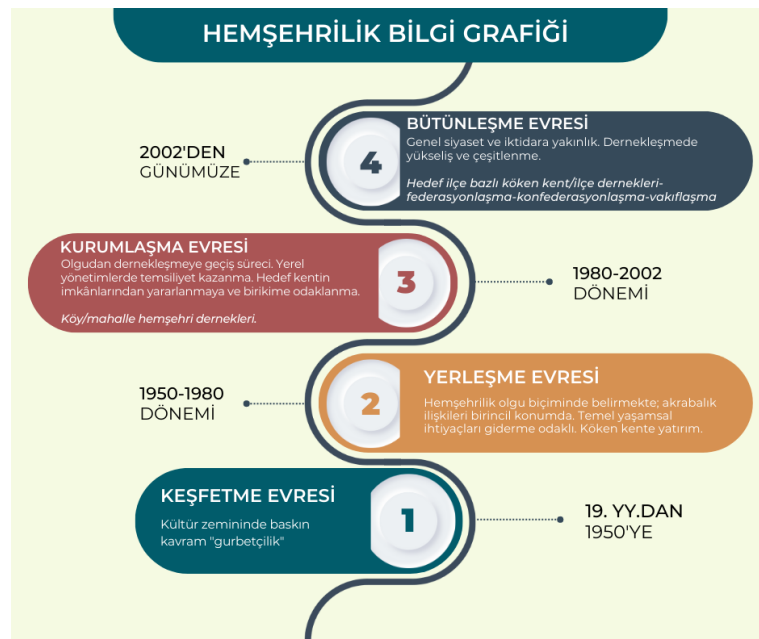 HEMŞEHRİLİK BİLGİ GRAFİĞİ
2002'DEN
GÜNÜMÜZE
4
BÜTÜNLEŞME EVRESİ
Genel siyaset ve iktidara yakınlık. Dernekleşmede
yükseliş ve çeşitlenme.
Hedef ilçe bazlı köken kent/ilçe dernekleri-
federasyonlaşma-konfederasyonlaşma-vakıflaşma
KURUMLAŞMA EVRESİ
Olgudan dernekleşmeye geçiş süreci. Yerel
yönetimlerde temsiliyet kazanma. Hedef kentin
imkânlarından yararlanmaya ve birikime odaklanma.
Köy/mahalle hemşehri dernekleri.
3
1980-2002
DÖNEMİ
1950-1980
DÖNEMİ
2
YERLEŞME EVRESİ
Hemşehrilik olgu biçiminde belirmekte; akrabalık
ilişkileri birincil konumda. Temel yaşamsal
ihtiyaçları giderme odaklı. Köken kente yatırım.
KEŞFETME EVRESİ
Kültür zemininde baskın
kavram "gurbetçilik"
1
19. YY.DAN
1950'YE